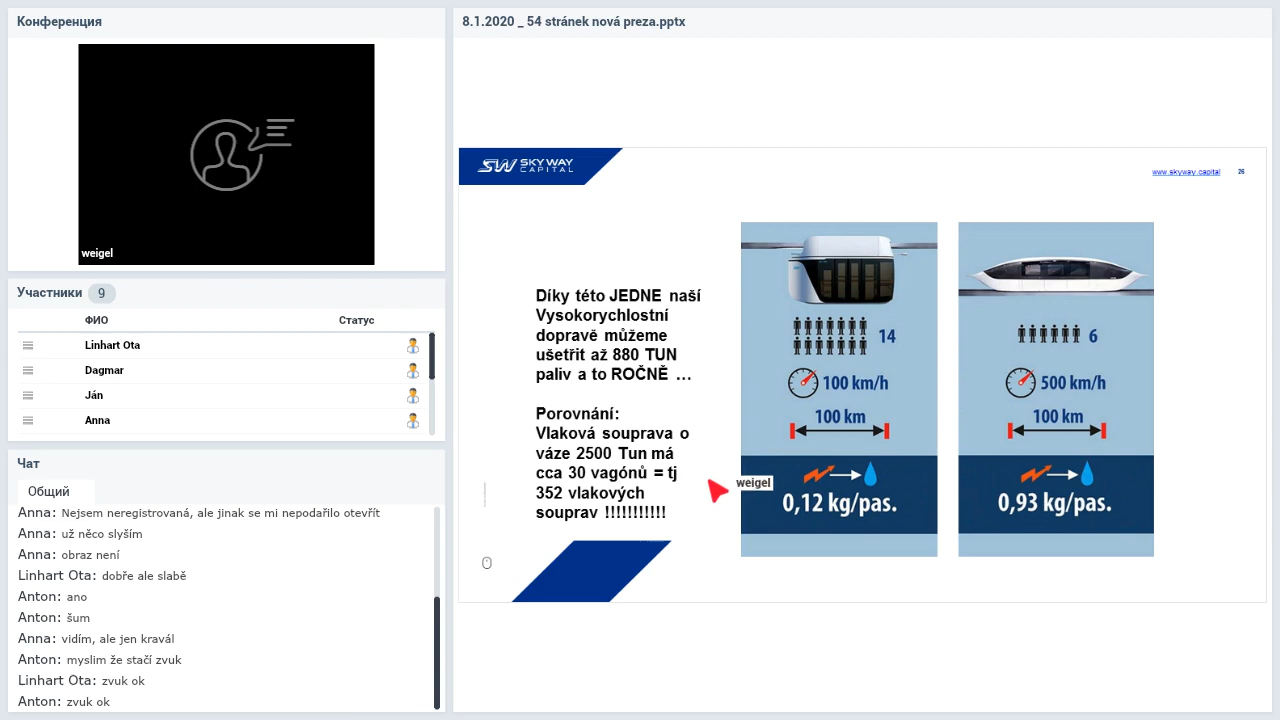 Конференция
weigel
Участники 9
ФИО Статус
Linhart Ota
Dagmar
Ján
Anna
Чат
Общий
Anna: Nejsem neregistrovaná, ale jinak se mi nepodařilo otevřít
Anna: už něco slyším
Anna: obraz není
Linhart Ota: dobře ale slabě
Anton: ano
Anton: šum
Anna: vidím, ale jen kravál
Anton: myslim že stačí zvuk
Linhart Ota: zvuk ok
Anton: zvuk ok
8.1.2020 _ 54 stránek nová preza.pptx
SW SKY WAY
CAPITAL
www.skyway.capital 26
Díky této JEDNE naší
Vysokorychlostní
dopravě můžeme
ušetřit až 880 TUN
paliv a to ROČNĚ ...
Porovnání:
Vlaková souprava o
váze 2500 Tun má
cca 30 vagónů = tj
352 vlakových
souprav !!!!!!!!!!!
weigel
14
100 km/h
100 km
0,12 kg/pas.
6
500 km/h
100 km
0,93 kg/pas.